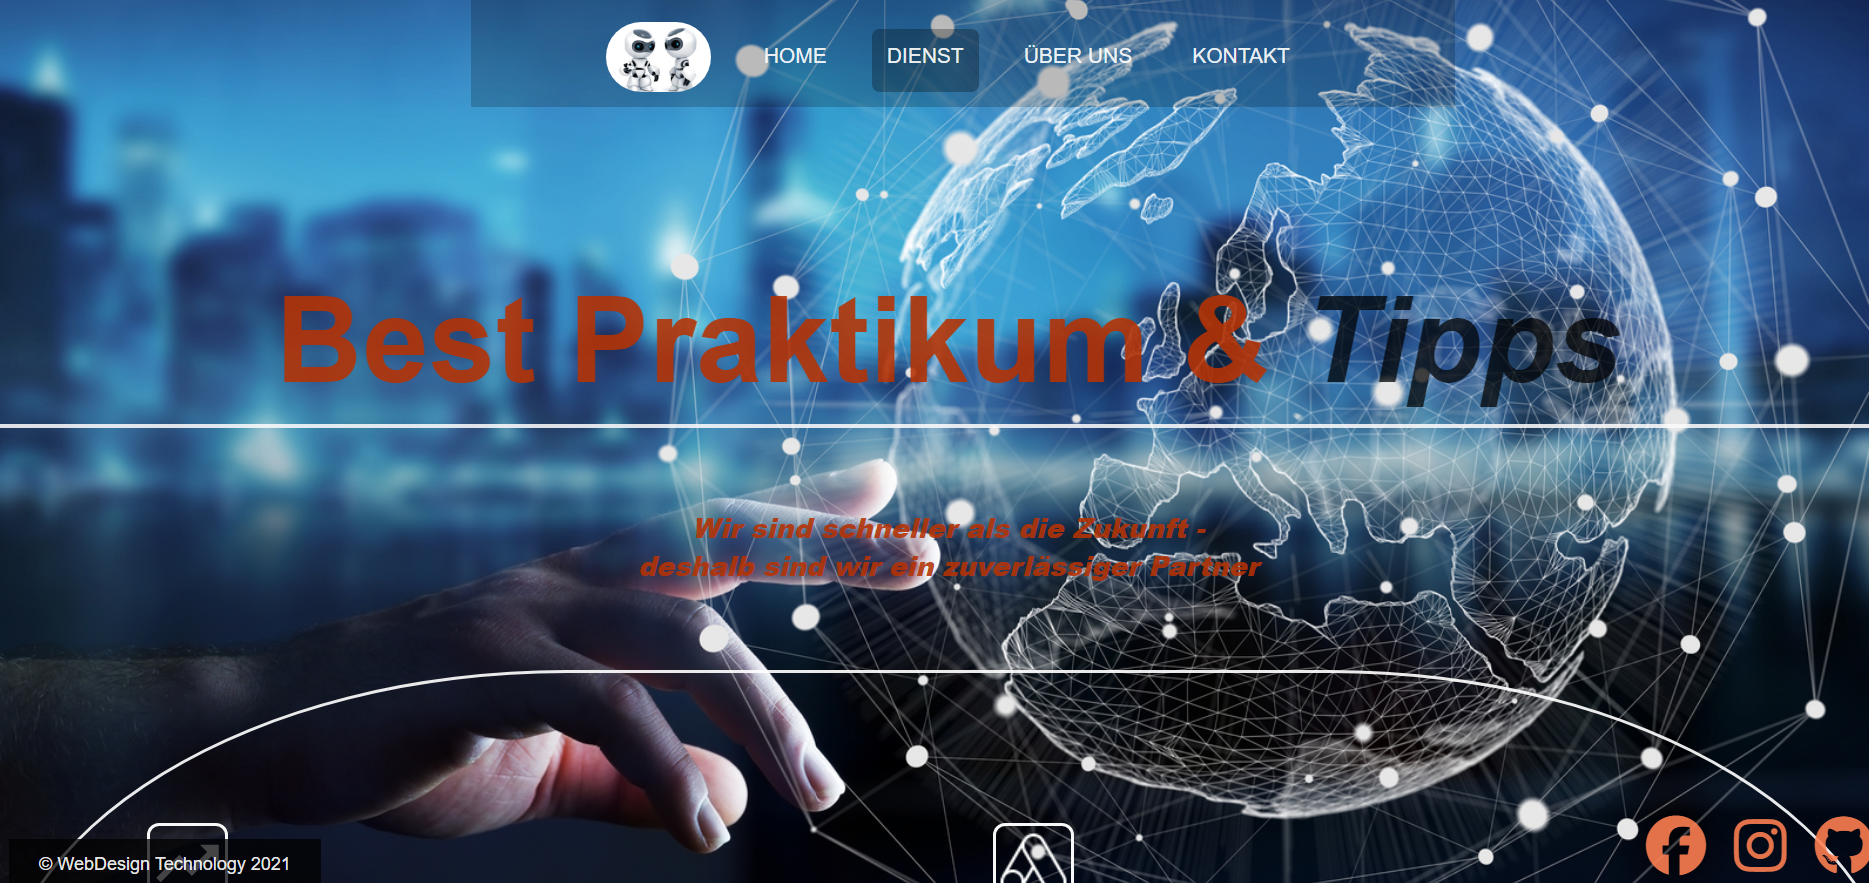 HOME DIENST ÜBER UNS KONTAKT
Best Praktikum & Tipps
Wir sind schneller als die Zukunft -
deshalb sind wir ein zuverlässiger Partner
© WebDesign Technology 2021